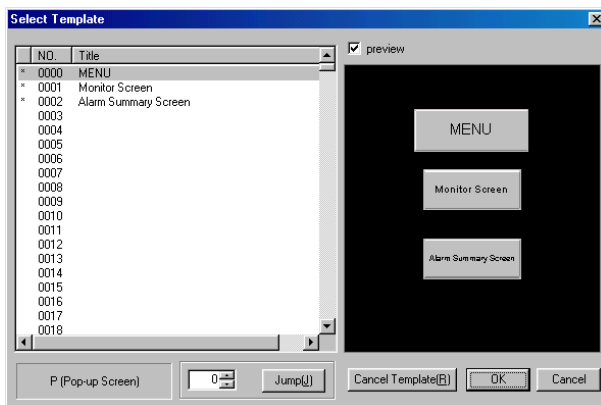 Select Template
NO. Title
* 0000 MENU
* 0001 Monitor Screen
* 0002 Alarm Summary Screen
0003
0004
0005
0006
0007
0008
0009
0010
0011
0012
0013
0014
0015
0016
0017
0018
preview
MENU
Monitor Screen
Alarm Summary Screen
P (Pop-up Screen)
0
Jump(J)
Cancel Template(R)
OK
Cancel